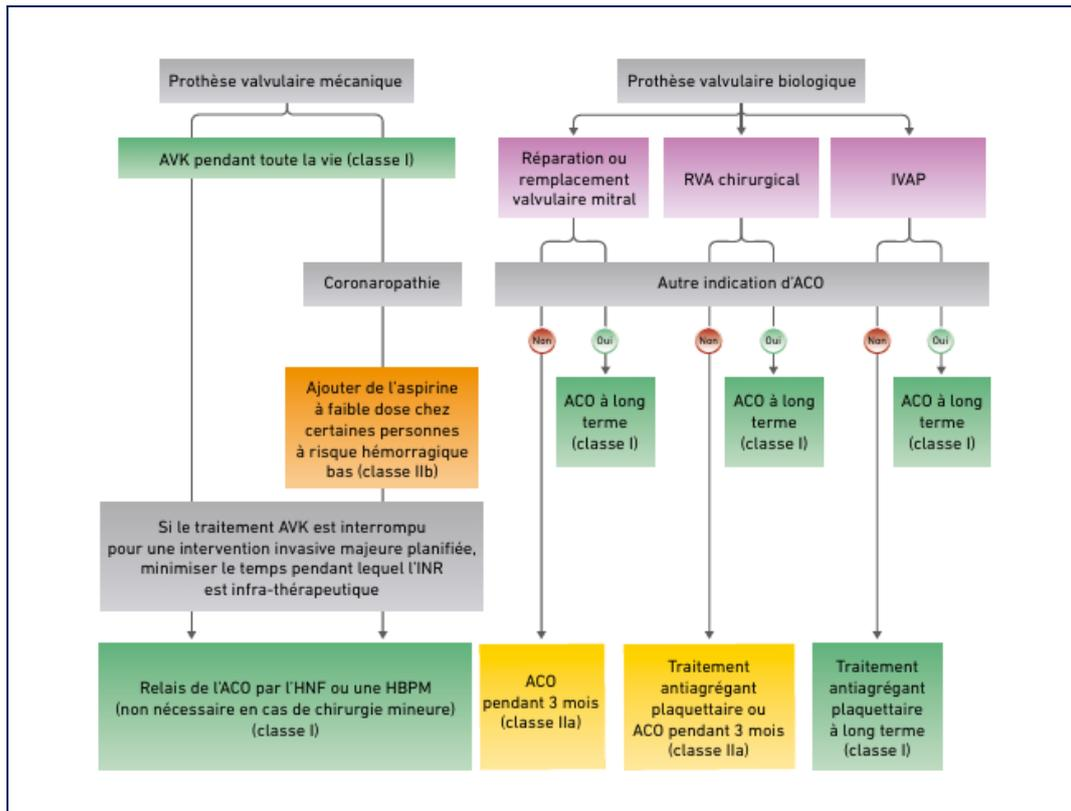 Prothèse valvulaire mécanique
AVK pendant toute la vie (classe I)
Coronaropathie
Ajouter de l'aspirine
à faible dose chez
certaines personnes
à risque hémorragique
bas (classe IIb)
Si le traitement AVK est interrompu
pour une intervention invasive majeure planifiée,
minimiser le temps pendant lequel l'INR
est infra-thérapeutique
Relais de l'ACO par l'HNF ou une HBPM
(non nécessaire en cas de chirurgie mineure)
(classe I)
Prothèse valvulaire biologique
Réparation ou
remplacement
valvulaire mitral
RVA chirurgical
IVAP
Autre indication d'ACO
Non
Oui
Non
Oui
Non
Oui
ACO à long
terme
(classe I)
ACO à long
terme
(classe I)
ACO à long
terme
(classe I)
ACO
pendant 3 mois
(classe IIa)
Traitement
antiagrégant
plaquettaire ou
ACO pendant 3 mois
(classe IIa)
Traitement
antiagrégant
plaquettaire
à long terme
(classe I)